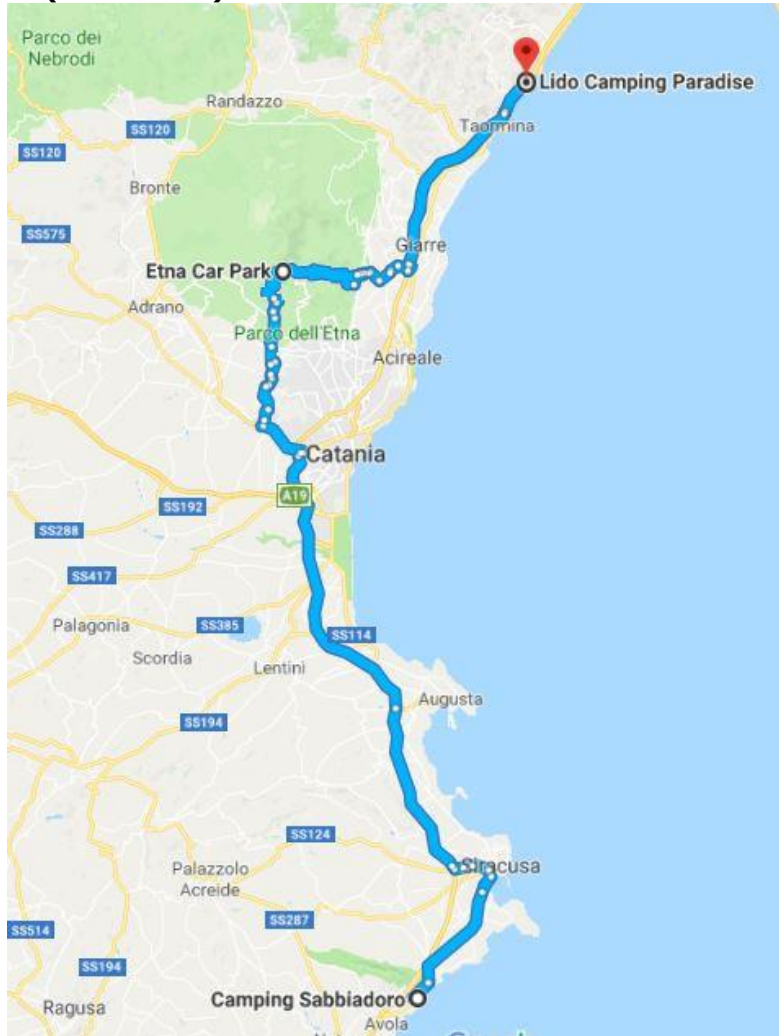 Parco dei
Nebrodi
Lido Camping Paradise
Randazzo
Taormina
SS120
SS120
Bronte
SS575
Giarre
Etna Car Park
Adrano
Parco dell'Etna
Acireale
Catania
A19
SS192
SS288
SS417
Palagonia
SS385
SS114
Scordia
Lentini
Augusta
SS194
SS124
Siracusa
Palazzolo
Acreide
SS287
SS514
SS194
Camping Sabbiadoro
Ragusa
Avola